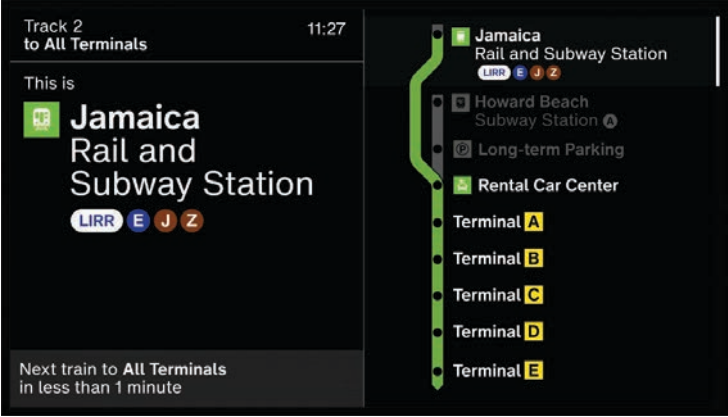 Track 2
to All Terminals
11:27
This is
Jamaica
Rail and
Subway Station
LIRR E J Z
Next train to All Terminals
in less than 1 minute
Jamaica
Rail and Subway Station
LIRR E J Z
Howard Beach
Subway Station A
P Long-term Parking
Rental Car Center
Terminal A
Terminal B
Terminal C
Terminal D
Terminal E